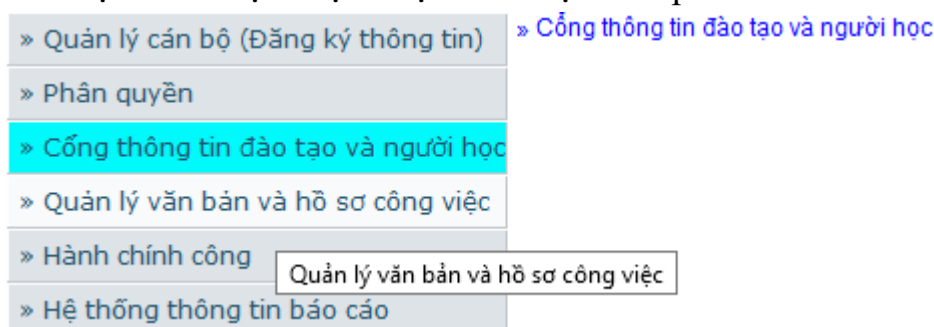 » Quản lý cán bộ (Đăng ký thông tin)
» Cổng thông tin đào tạo và người học
» Phân quyền
» Cổng thông tin đào tạo và người học
» Quản lý văn bản và hồ sơ công việc
» Hành chính công
Quản lý văn bản và hồ sơ công việc
» Hệ thống thông tin báo cáo